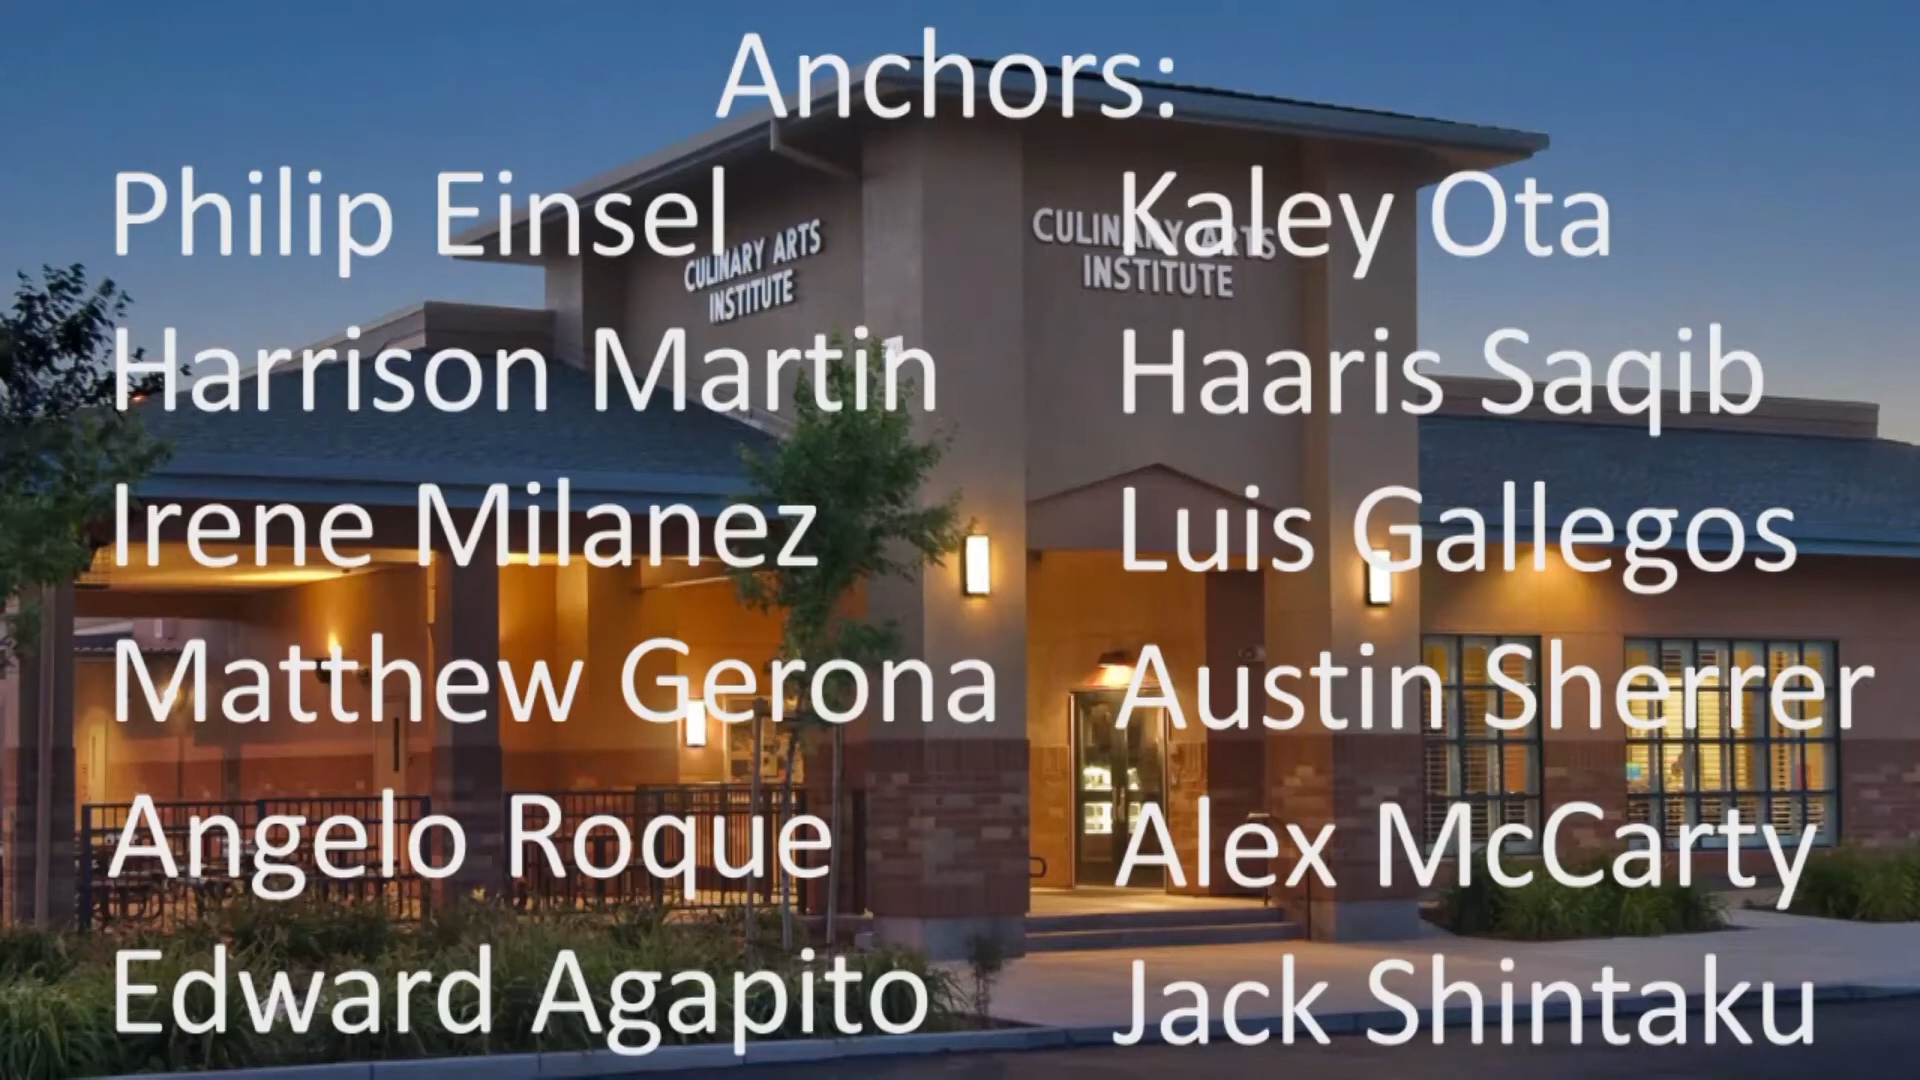 Anchors:
Philip Einsel
Harrison Martin
Irene Milanez
Matthew Gerona
Angelo Roque
Edward Agapito
Kaley Ota
Haaris Saqib
Luis Gallegos
Austin Sherrer
Alex McCarty
Jack Shintaku
CULINARY ARTS
INSTITUTE
CULINARY ARTS
INSTITUTE